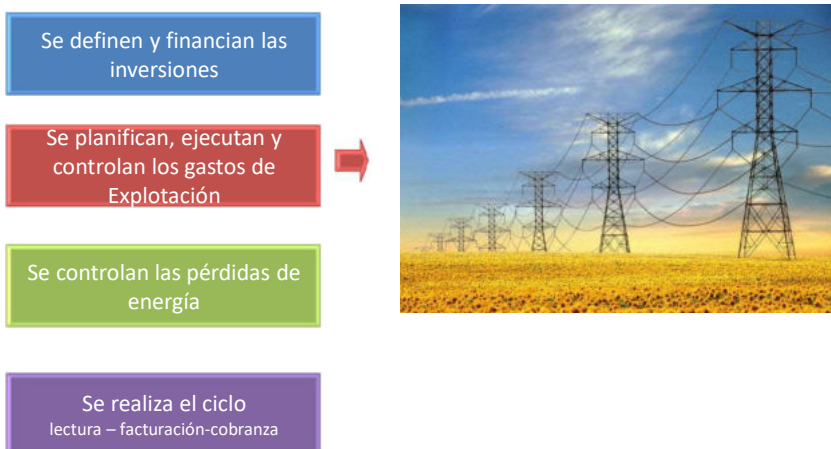 Se definen y financian las
inversiones
Se planifican, ejecutan y
controlan los gastos de
Explotación
Se controlan las pérdidas de
energía
Se realiza el ciclo
lectura – facturación-cobranza